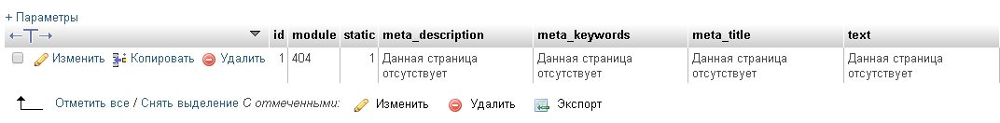 + Параметры
id module static meta_description meta_keywords meta_title text
Изменить Копировать Удалить 1 404 1 Данная страница отсутствует Данная страница отсутствует Данная страница отсутствует Данная страница отсутствует
Отметить все / Снять выделение С отмеченными: Изменить Удалить Экспорт